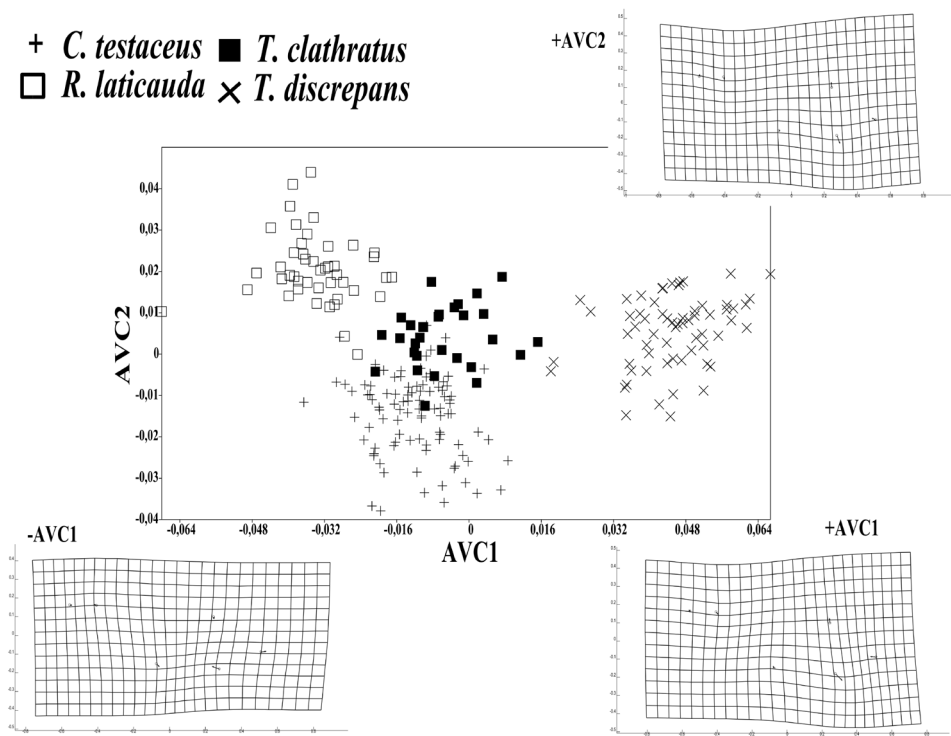 + C. testaceus ■ T. clathratus
□ R. laticauda × T. discrepans
+AVC2
0,04
0,03
0,02
0,01
0
-0,01
-0,02
-0,03
-0,04
AVC2
-0,064 -0,048 -0,032 -0,016 0 0,016 0,032 0,048 0,064
AVC1
-AVC1
+AVC1